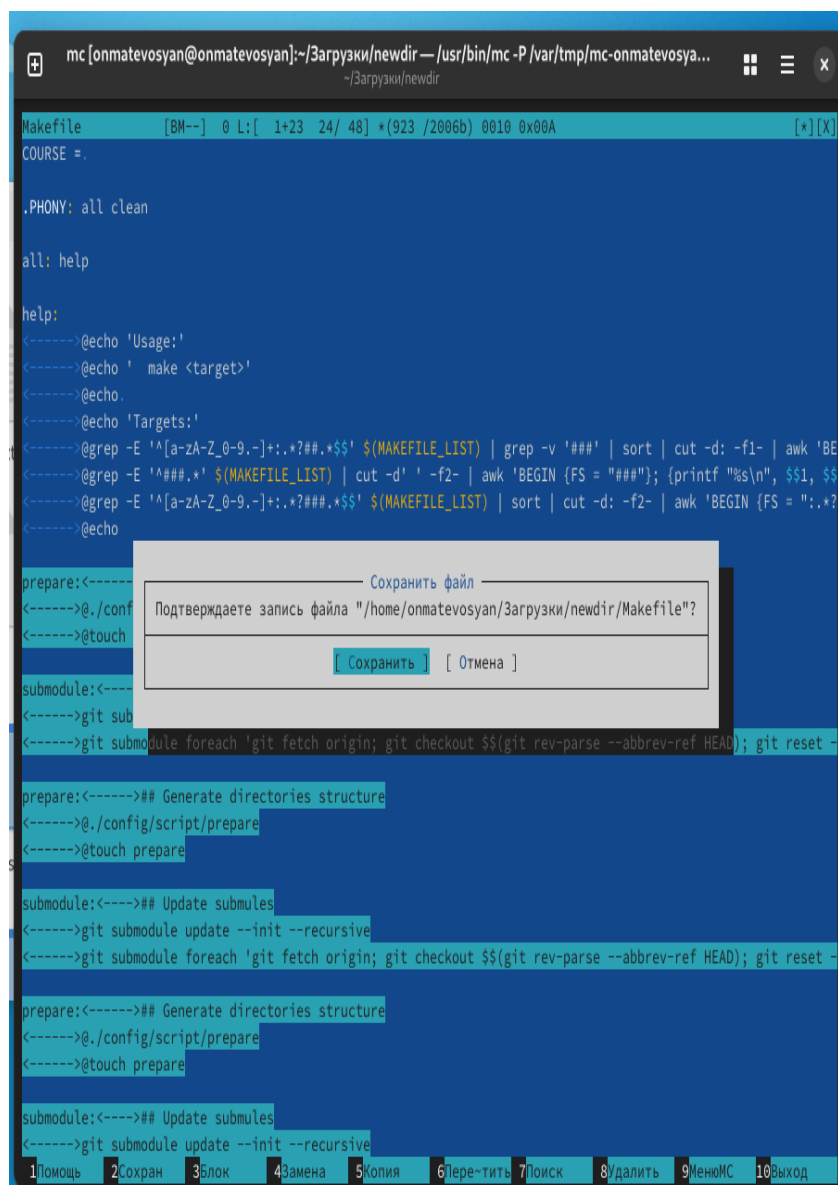 mc [onmatevosyan@onmatevosyan]:~/Загрузки/newdir — /usr/bin/mc -P /var/tmp/mc-onmatevosya...
~/Загрузки/newdir
Makefile [BM--] 0 L:[ 1+23 24/ 48] *(923 /2006b) 0010 0x00A [*][X]
COURSE =.
.PHONY: all clean
all: help
help:
<------>@echo 'Usage:'
<------>@echo ' make <target>'
<------>@echo.
<------>@echo 'Targets:'
<------>@grep -E '^[a-zA-Z_0-9.-]+:.*?##.*$$' $(MAKEFILE_LIST) | grep -v '###' | sort | cut -d: -f1- | awk 'BE
<------>@grep -E '^###.*' $(MAKEFILE_LIST) | cut -d' ' -f2- | awk 'BEGIN {FS = "###"}; {printf "%s\n", $$1, $$
<------>@grep -E '^[a-zA-Z_0-9.-]+:.*?###.*$$' $(MAKEFILE_LIST) | sort | cut -d: -f2- | awk 'BEGIN {FS = ":.*?
<------>@echo
prepare:<------
<------>@./conf
<------>@touch
Сохранить файл
Подтверждаете запись файла "/home/onmatevosyan/Загрузки/newdir/Makefile"?
[ Сохранить ] [ Отмена ]
submodule:<----
<------>git sub
<------>git submodule foreach 'git fetch origin; git checkout $$(git rev-parse --abbrev-ref HEAD); git reset -
prepare:<------>## Generate directories structure
<------>@./config/script/prepare
<------>@touch prepare
submodule:<---->## Update submules
<------>git submodule update --init --recursive
<------>git submodule foreach 'git fetch origin; git checkout $$(git rev-parse --abbrev-ref HEAD); git reset -
prepare:<------>## Generate directories structure
<------>@./config/script/prepare
<------>@touch prepare
submodule:<---->## Update submules
<------>git submodule update --init --recursive
1Помощь 2Сохран 3Блок 4Замена 5Копия 6Пере~тить 7Поиск 8Удалить 9МенюMC 10Выход